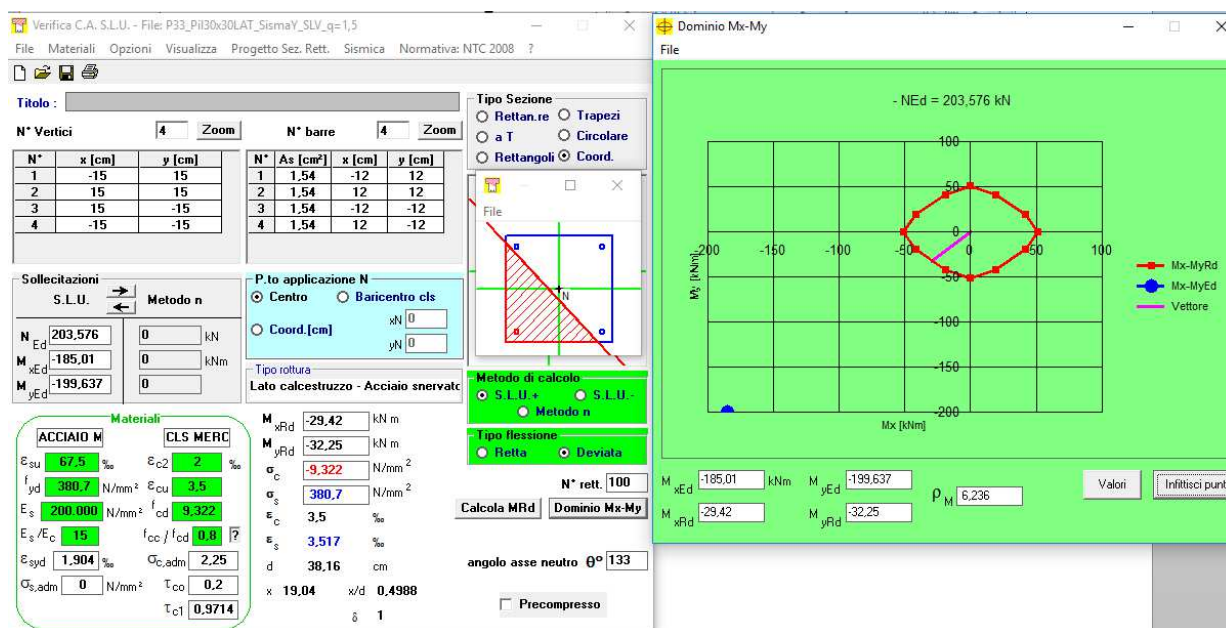 Verifica C.A. S.L.U. - File: P33_Pil30x30LAT_SismaY_SLV_q=1,5
File Materiali Opzioni Visualizza Progetto Sez. Rett. Sismica Normativa: NTC 2008 ?
Titolo :
N° Vertici 4 Zoom N° barre 4 Zoom
N° x [cm] y [cm]
1 -15 15
2 15 15
3 15 -15
4 -15 -15
N° As [cm²] x [cm] y [cm]
1 1,54 -12 12
2 1,54 12 12
3 1,54 -12 -12
4 1,54 12 -12
Tipo Sezione
Rettan.re Trapezi
a T Circolare
Rettangoli Coord.
File
N
Sollecitazioni
S.L.U. Metodo n
N Ed 203,576 0 kN
M xEd -185,01 0 kNm
M yEd -199,637 0
P.to applicazione N
Centro Baricentro cls
Coord.[cm] xN 0
yN 0
Tipo rottura
Lato calcestruzzo - Acciaio snervato
Metodo di calcolo
S.L.U.+ S.L.U.-
Metodo n
Tipo flessione
Retta Deviata
N° rett. 100
Calcola MRd Dominio Mx-My
angolo asse neutro θ° 133
Precompresso
Materiali
ACCIAIO M CLS MERC
εsu 67,5 ‰ εc2 2 ‰
fyd 380,7 N/mm² εcu 3,5
Es 200.000 N/mm² fcd 9,322
Es/Ec 15 fcc / fcd 0,8 ?
εsyd 1,904 ‰ σc,adm 2,25
σs,adm 0 N/mm² τco 0,2
τc1 0,9714
M xRd -29,42 kN m
M yRd -32,25 kN m
σc -9,322 N/mm²
σs 380,7 N/mm²
εc 3,5 ‰
εs 3,517 ‰
d 38,16 cm
x 19,04 x/d 0,4988
δ 1
Dominio Mx-My
File
- NEd = 203,576 kN
100
50
0
-50
-100
-150
-200
-200 -150 -100 -50 0 50 100
My [kNm]
Mx [kNm]
Mx-MyRd
Mx-MyEd
Vettore
M xEd -185,01 kNm M yEd -199,637
M xRd -29,42 M yRd -32,25
ρM 6,236
Valori Infittisci punt